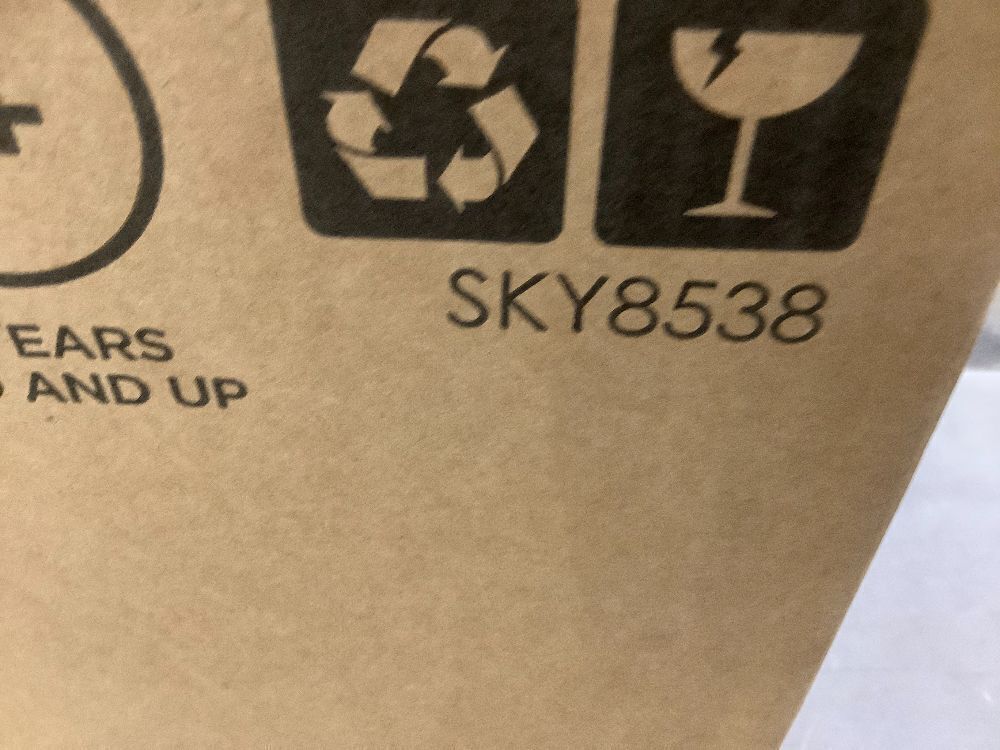 +
SKY8538
EARS
AND UP